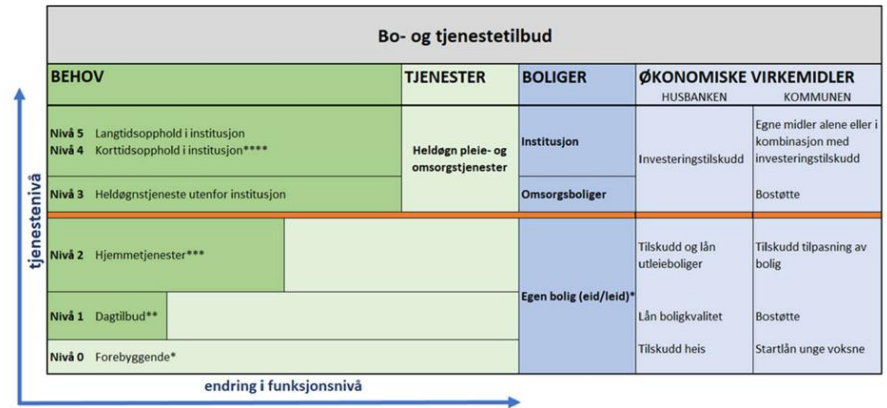 Bo- og tjenestetilbud
BEHOV
TJENESTER
BOLIGER
ØKONOMISKE VIRKEMIDLER
HUSBANKEN
KOMMUNEN
Nivå 5 Langtidsopphold i institusjon
Nivå 4 Korttidsopphold i institusjon****
Heldøgn pleie- og
omsorgstjenester
Institusjon
Investeringstilskudd
Egne midler alene eller i
kombinasjon med
investeringstilskudd
Nivå 3 Heldøgnstjeneste utenfor institusjon
Omsorgsboliger
Bostøtte
Nivå 2 Hjemmetjenester***
Tilskudd og lån
utleieboliger
Tilskudd tilpasning av
bolig
Egen bolig (eid/leid)*
Nivå 1 Dagtilbud**
Lån boligkvalitet
Bostøtte
Nivå 0 Forebyggende*
Tilskudd heis
Startlån unge voksne
tjenestenivå
endring i funksjonsnivå